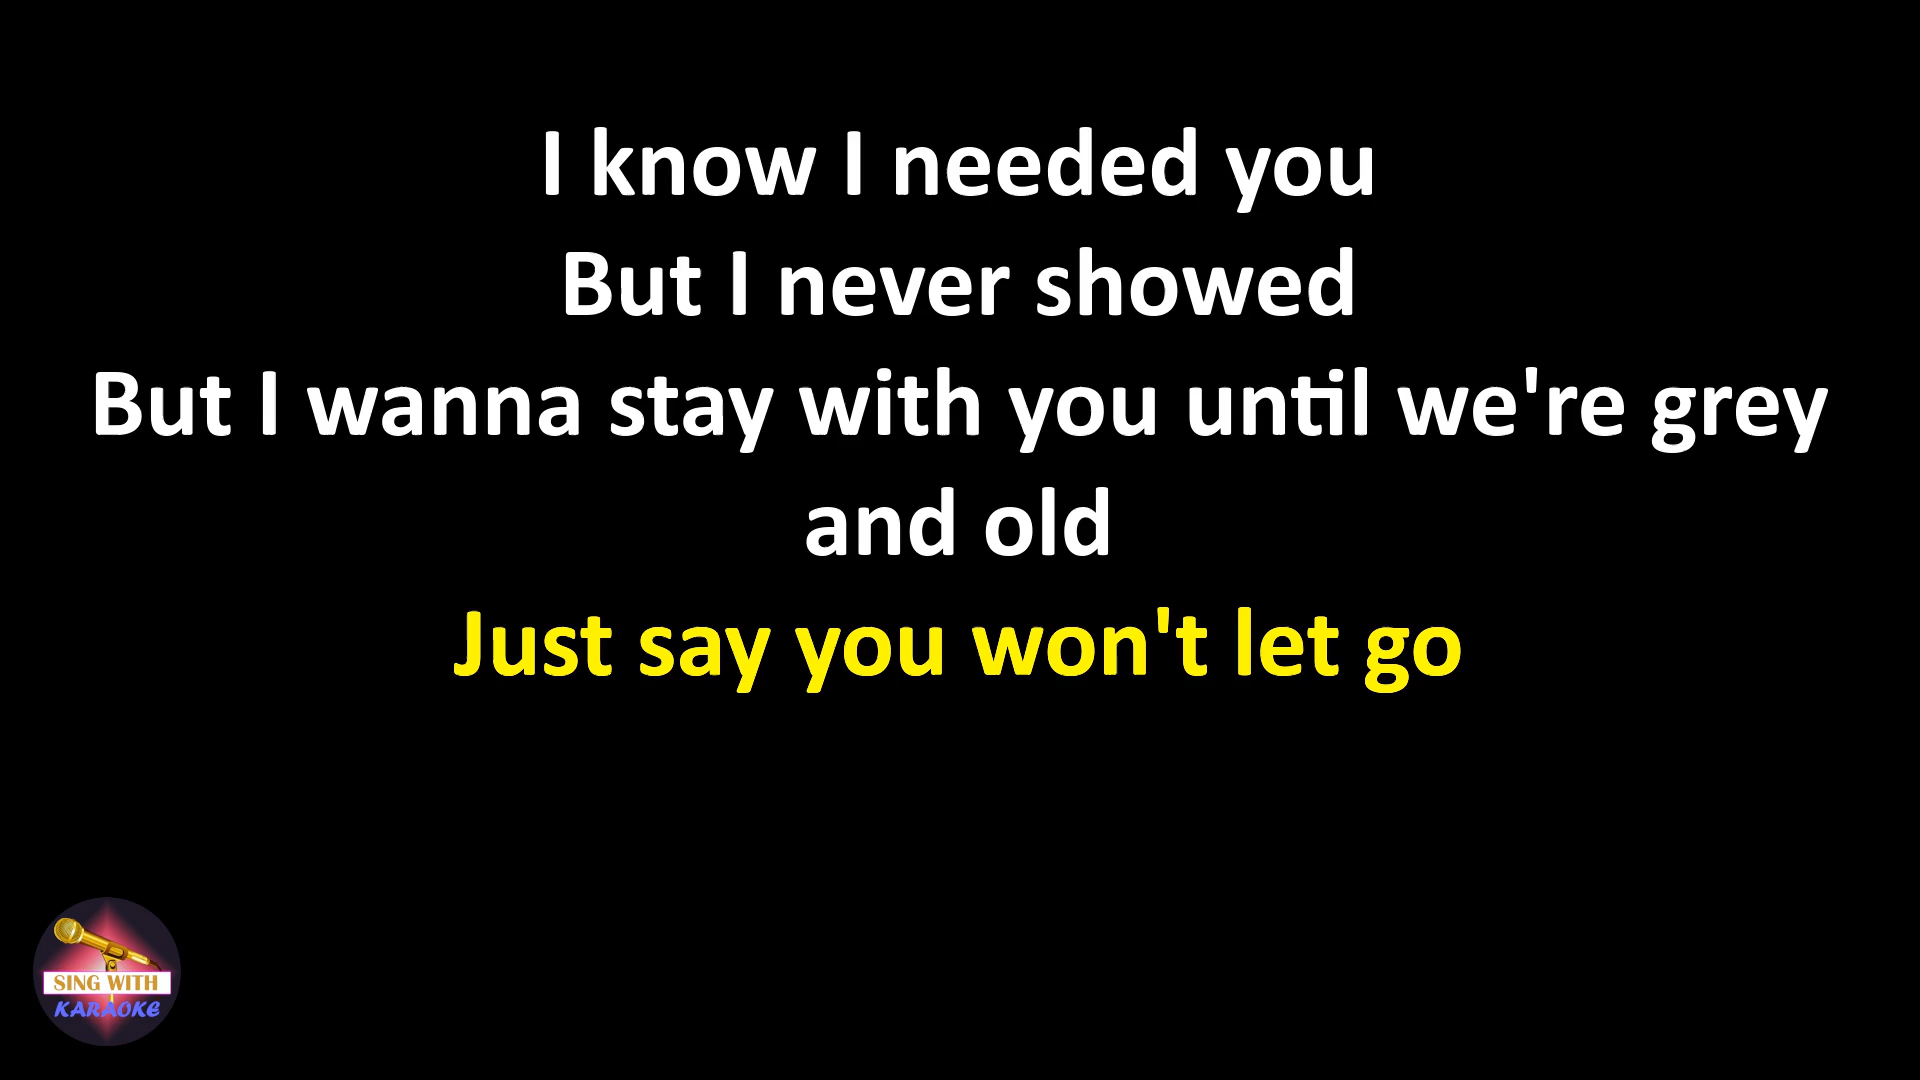 I know I needed you
But I never showed
But I wanna stay with you until we're grey
and old
Just say you won't let go
SING WITH
KARAOKE